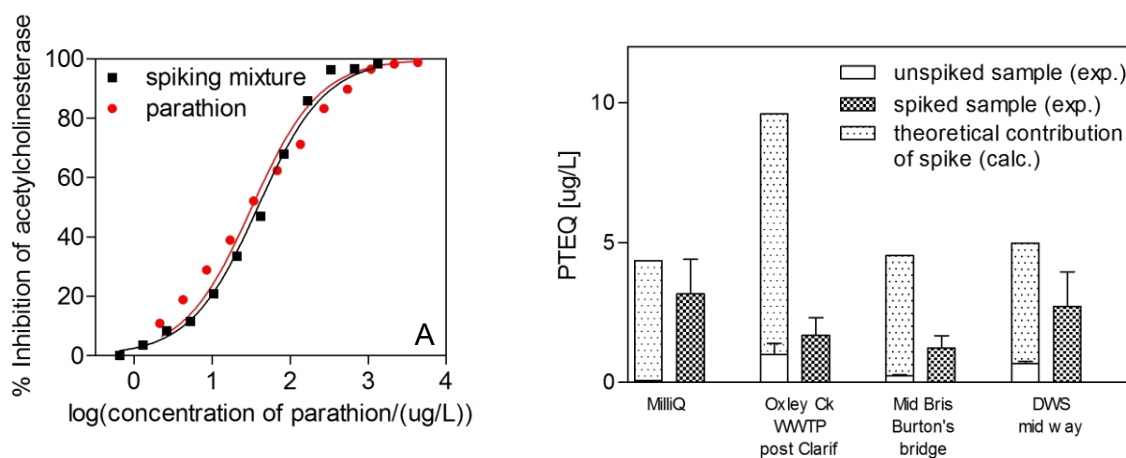 % Inhibition of acetylcholinesterase
100
80
60
40
20
0
spiking mixture
parathion
A
0
1
2
3
4
log(concentration of parathion/(ug/L))
PTEQ [ug/L]
10
5
0
unspiked sample (exp.)
spiked sample (exp.)
theoretical contribution
of spike (calc.)
MilliQ
Oxley Ck
WWTP
post Clarif
Mid Bris
Burton's
bridge
DWS
mid way